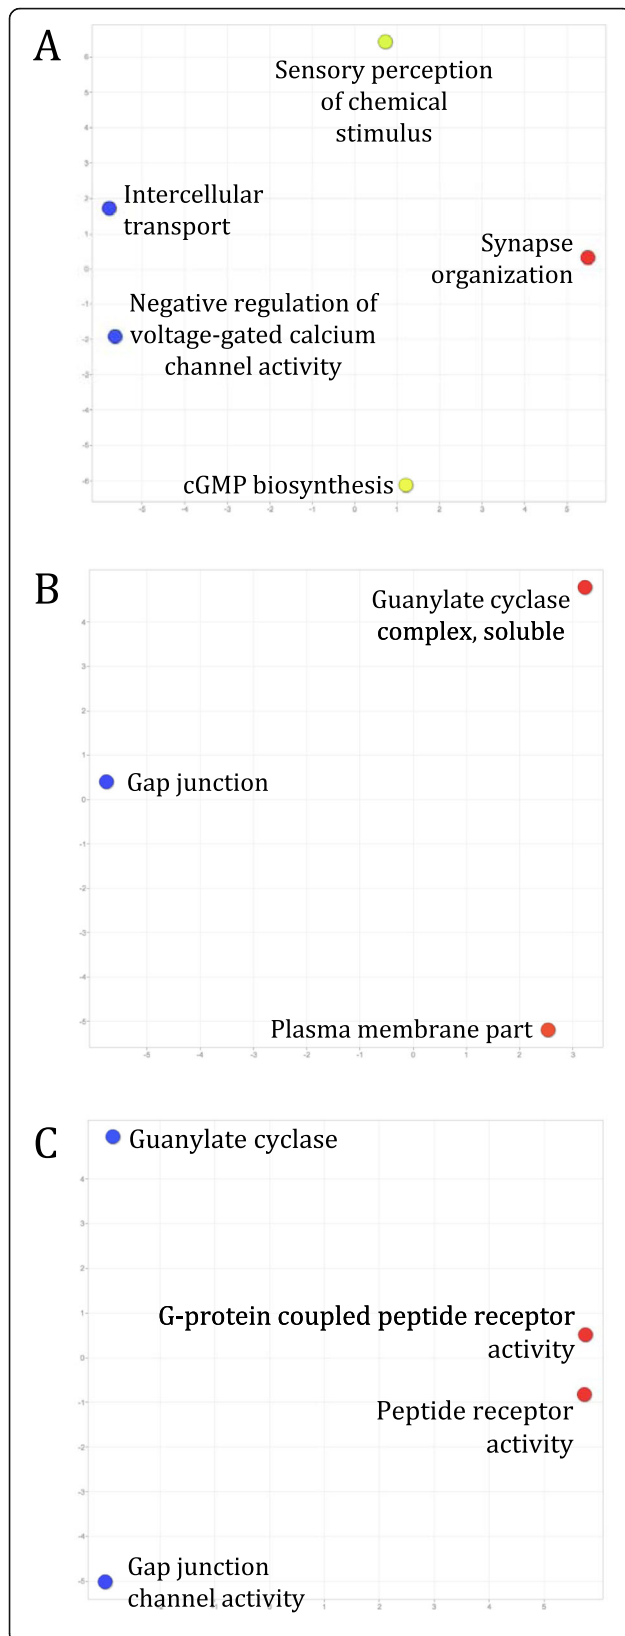 A
Sensory perception
of chemical
stimulus
Intercellular
transport
Synapse
organization
Negative regulation of
voltage-gated calcium
channel activity
cGMP biosynthesis
B
Guanylate cyclase
complex, soluble
Gap junction
Plasma membrane part
C
Guanylate cyclase
G-protein coupled peptide receptor
activity
Peptide receptor
activity
Gap junction
channel activity